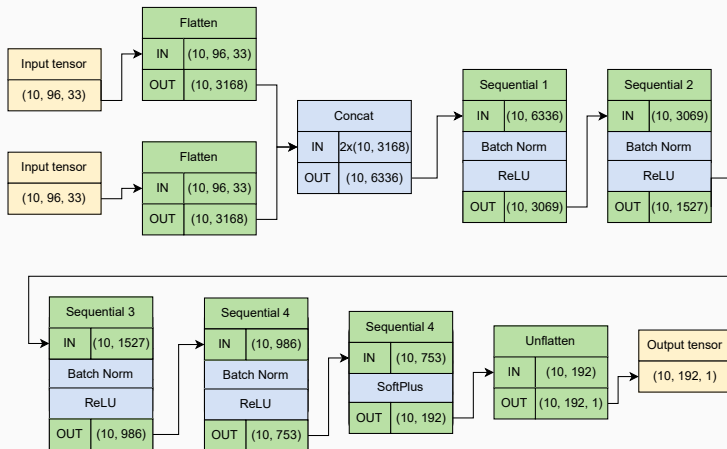 Input tensor
(10, 96, 33)
Flatten
IN (10, 96, 33)
OUT (10, 3168)
Input tensor
(10, 96, 33)
Flatten
IN (10, 96, 33)
OUT (10, 3168)
Concat
IN 2x(10, 3168)
OUT (10, 6336)
Sequential 1
IN (10, 6336)
Batch Norm
ReLU
OUT (10, 3069)
Sequential 2
IN (10, 3069)
Batch Norm
ReLU
OUT (10, 1527)
Sequential 3
IN (10, 1527)
Batch Norm
ReLU
OUT (10, 986)
Sequential 4
IN (10, 986)
Batch Norm
ReLU
OUT (10, 753)
Sequential 4
IN (10, 753)
SoftPlus
OUT (10, 192)
Unflatten
IN (10, 192)
OUT (10, 192, 1)
Output tensor
(10, 192, 1)